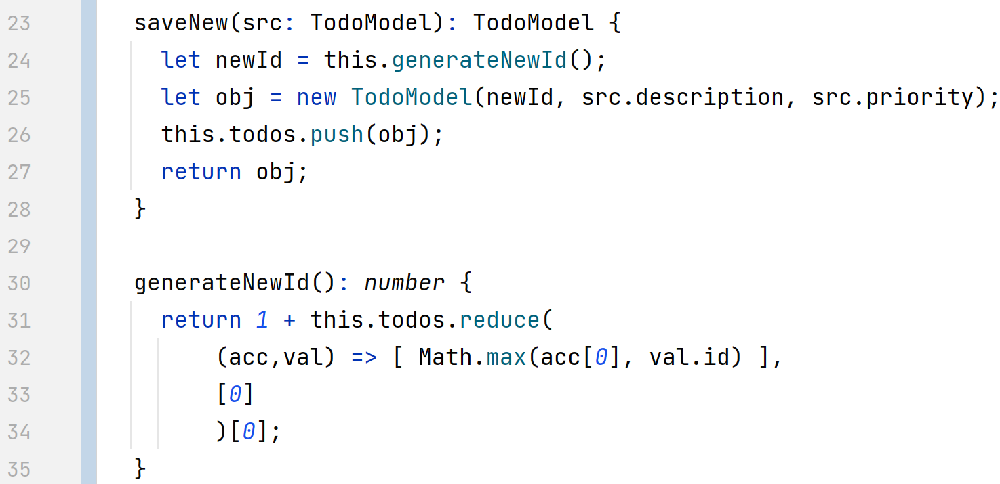 23 saveNew(src: TodoModel): TodoModel {
24 let newId = this.generateNewId();
25 let obj = new TodoModel(newId, src.description, src.priority);
26 this.todos.push(obj);
27 return obj;
28 }
29
30 generateNewId(): number {
31 return 1 + this.todos.reduce(
32 (acc,val) => [ Math.max(acc[0], val.id) ],
33 [0]
34 )[0];
35 }